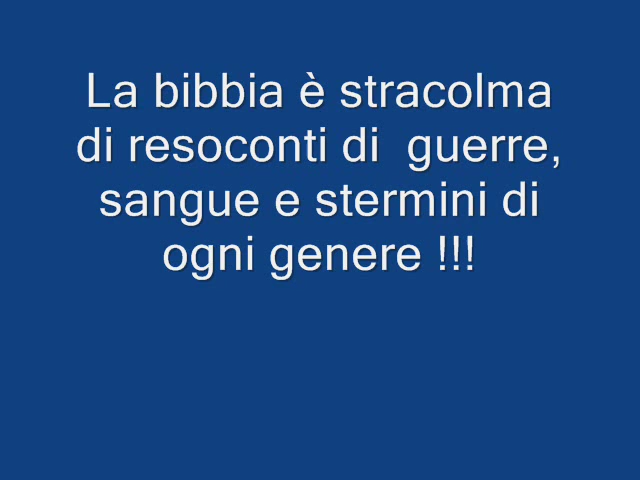 La bibbia è stracolma
di resoconti di  guerre,
sangue e stermini di
ogni genere !!!